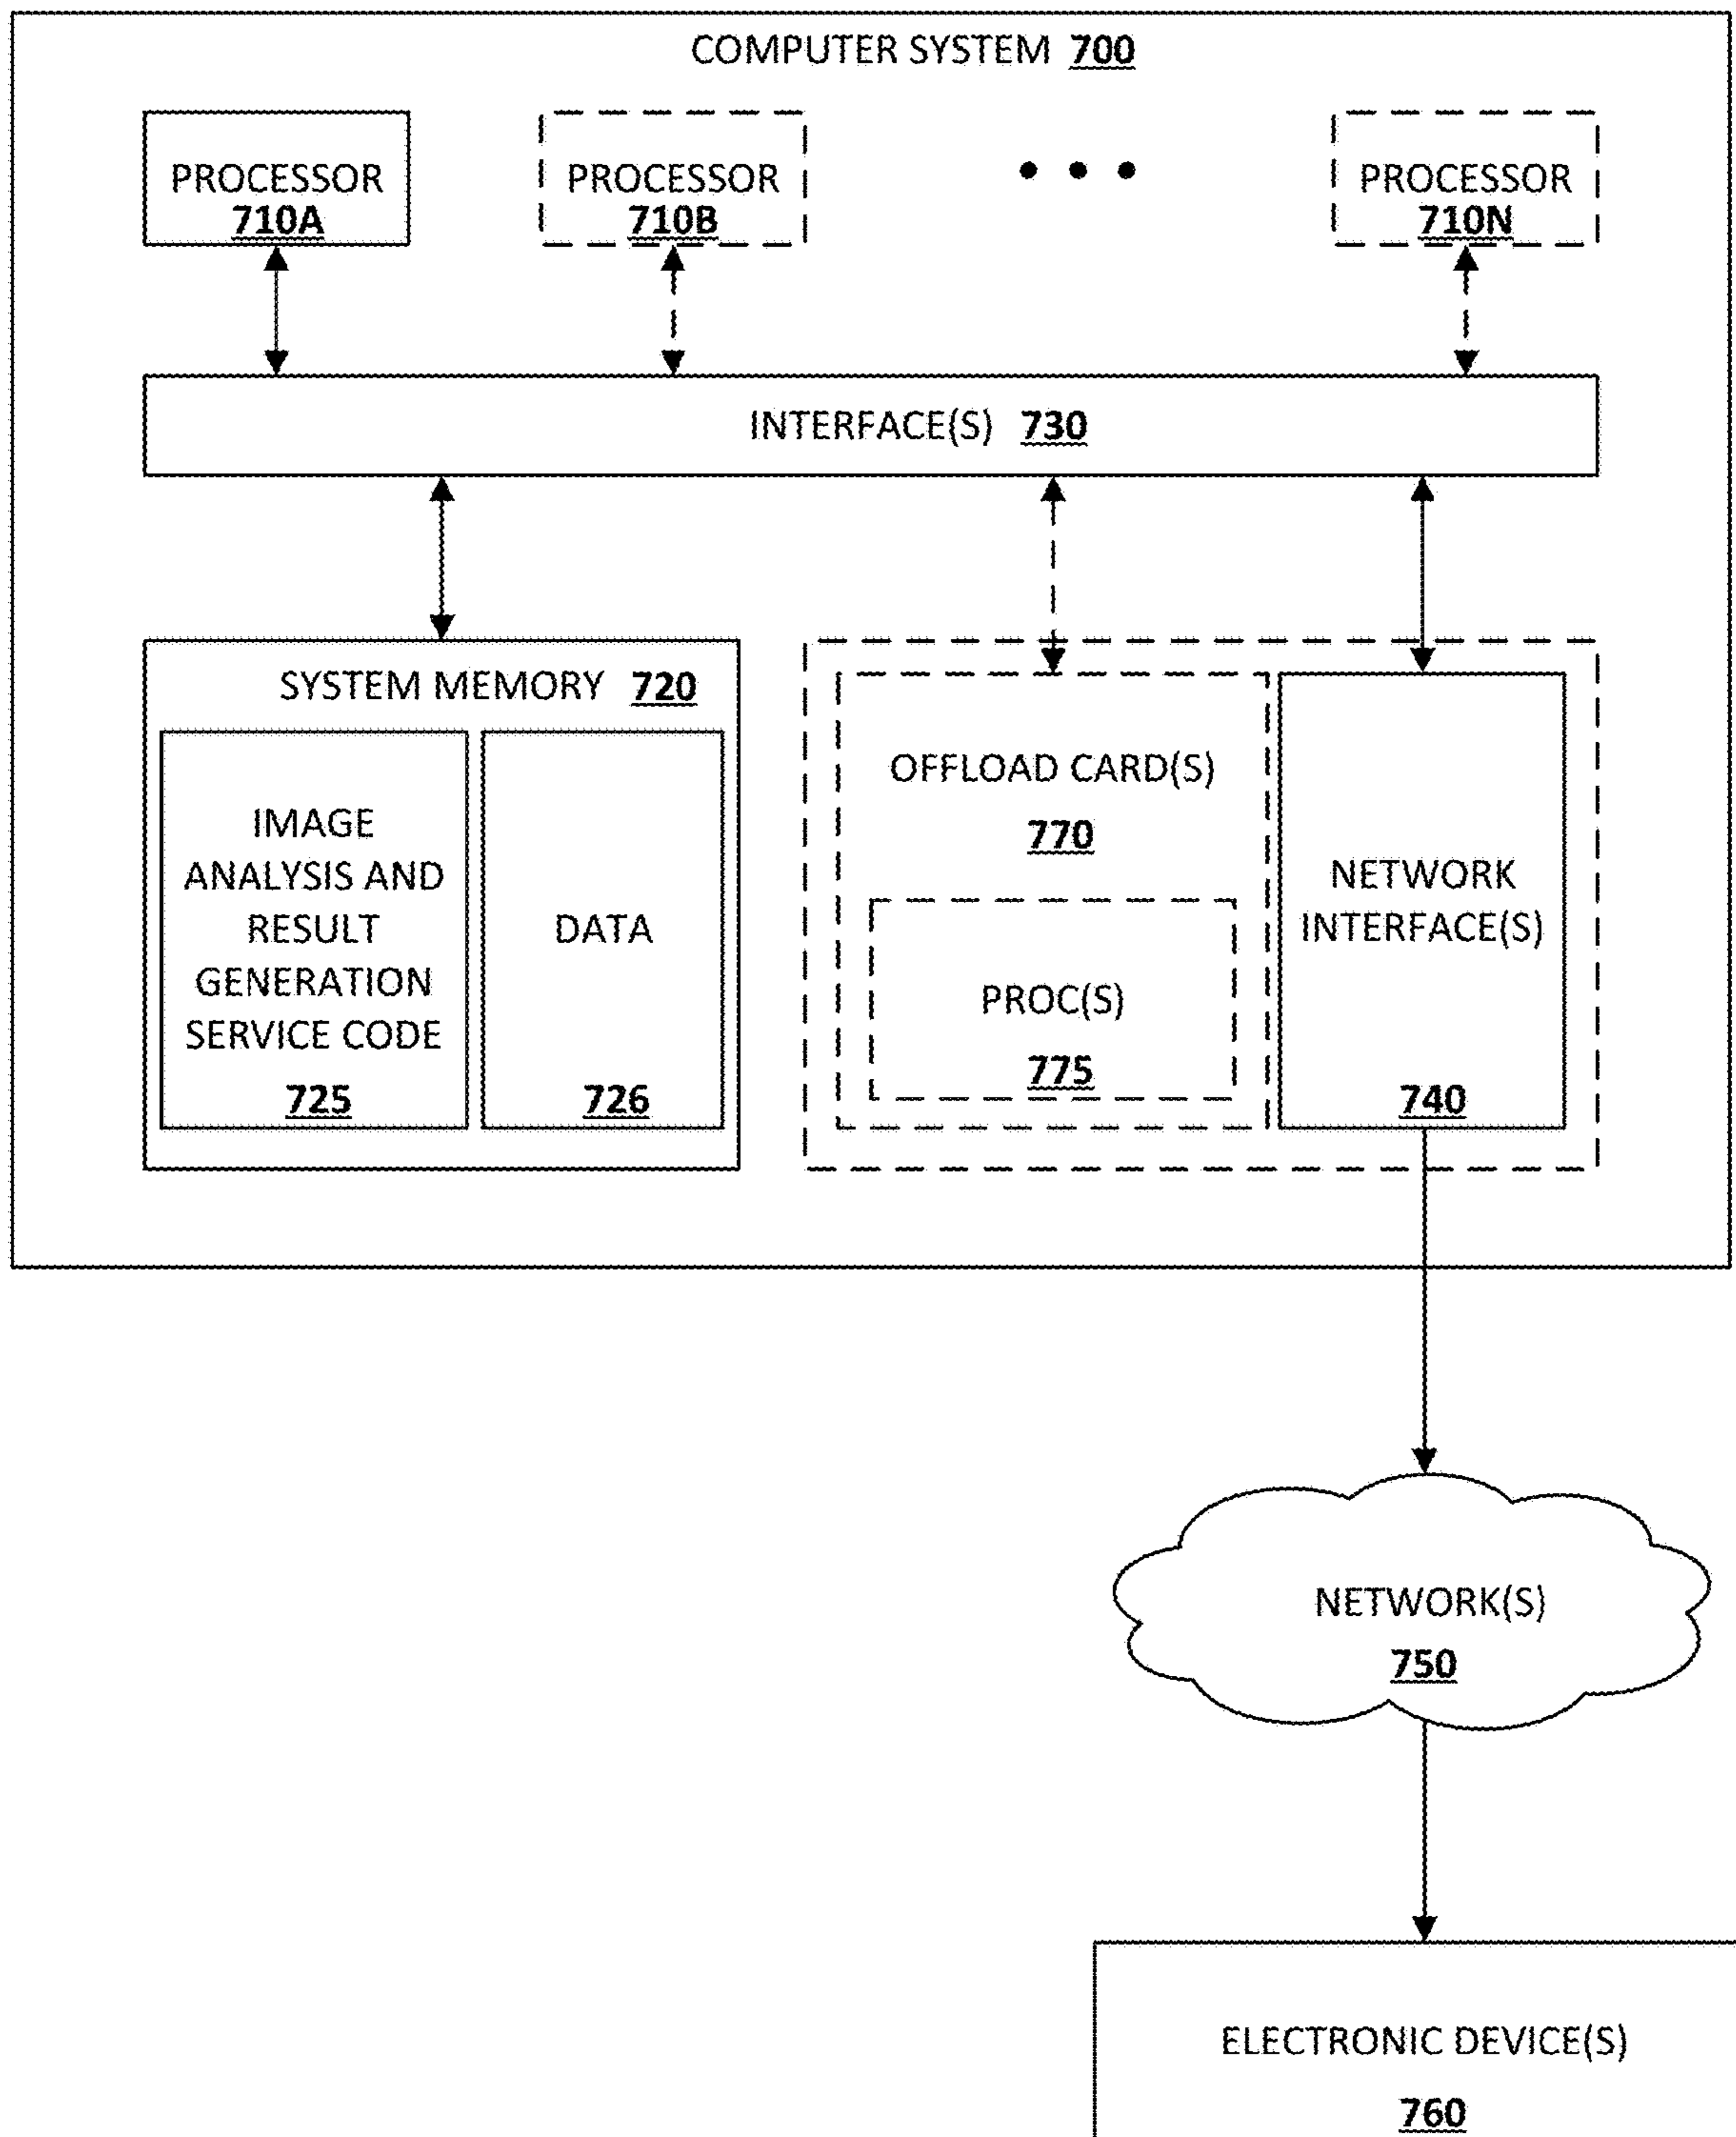 COMPUTER SYSTEM 700
PROCESSOR
710A
PROCESSOR
710B
PROCESSOR
710N
INTERFACE(S) 730
SYSTEM MEMORY 720
IMAGE
ANALYSIS AND
RESULT
GENERATION
SERVICE CODE
725
DATA
726
OFFLOAD CARD(S)
770
PROC(S)
775
NETWORK
INTERFACE(S)
740
NETWORK(S)
750
ELECTRONIC DEVICE(S)
760